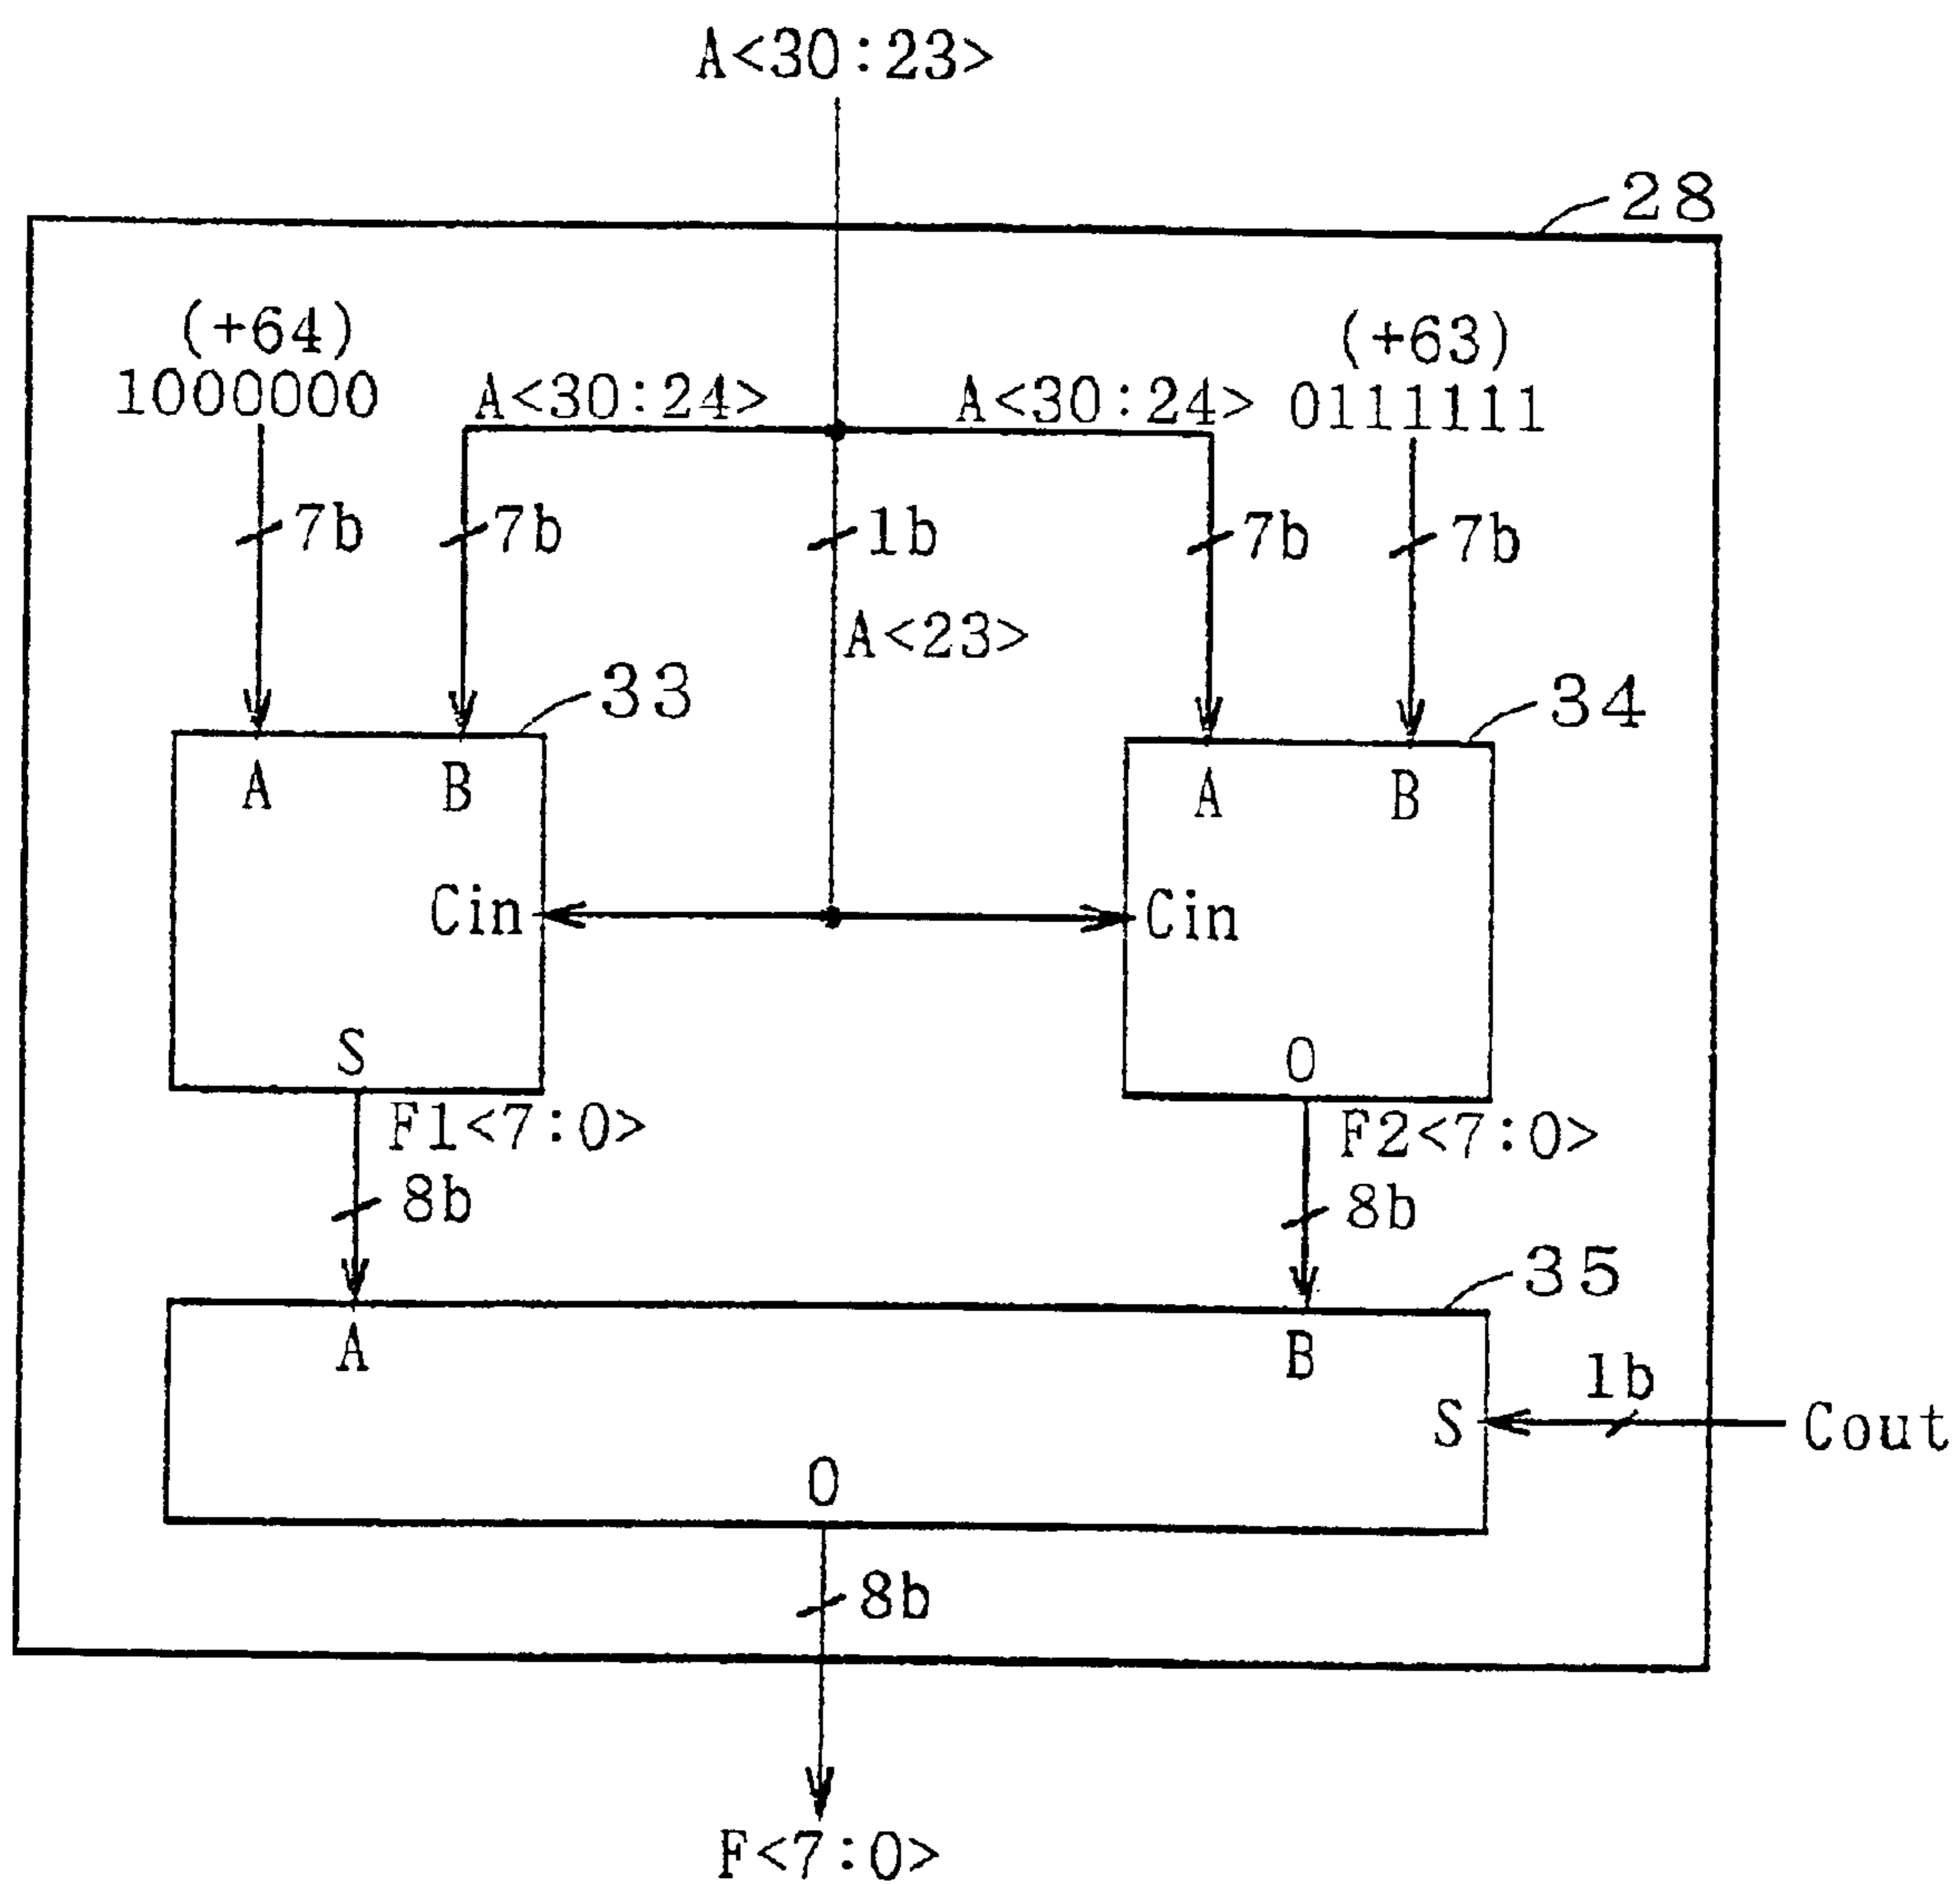 A<30:23>
28
(+64)
1000000
A<30:24>
A<30:24>
(+63)
0111111
7b
7b
1b
7b
7b
A<23>
33
34
A
B
A
B
Cin
Cin
S
O
F1<7:0>
F2<7:0>
8b
8b
35
A
B
1b
S
Cout
O
8b
F<7:0>